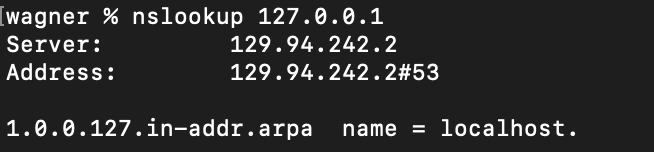 wagner % nslookup 127.0.0.1
Server:         129.94.242.2
Address:        129.94.242.2#53
1.0.0.127.in-addr.arpa  name = localhost.